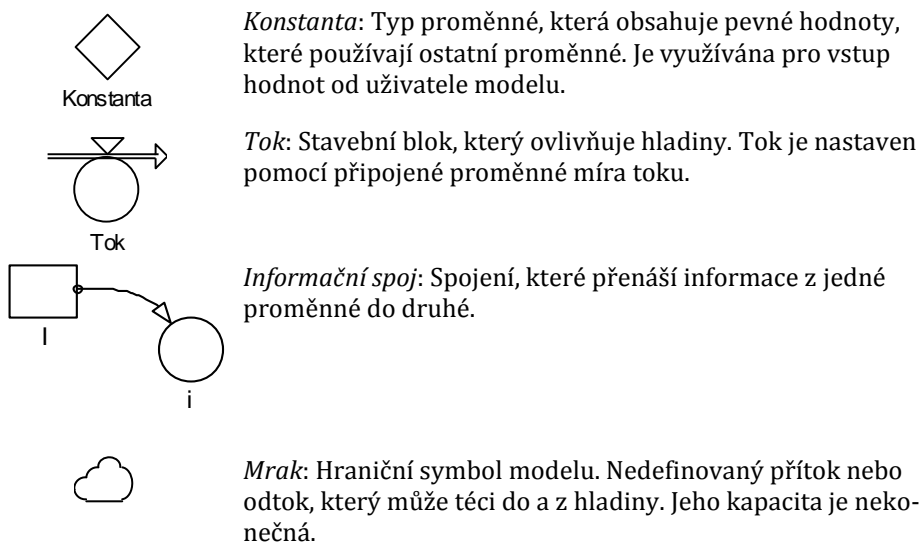 Konstanta: Typ proměnné, která obsahuje pevné hodnoty,
které používají ostatní proměnné. Je využívána pro vstup
hodnot od uživatele modelu.
Konstanta
Tok: Stavební blok, který ovlivňuje hladiny. Tok je nastaven
pomocí připojené proměnné míra toku.
Tok
Informační spoj: Spojení, které přenáší informace z jedné
proměnné do druhé.
l
i
Mrak: Hraniční symbol modelu. Nedefinovaný přítok nebo
odtok, který může téci do a z hladiny. Jeho kapacita je neko-
nečná.